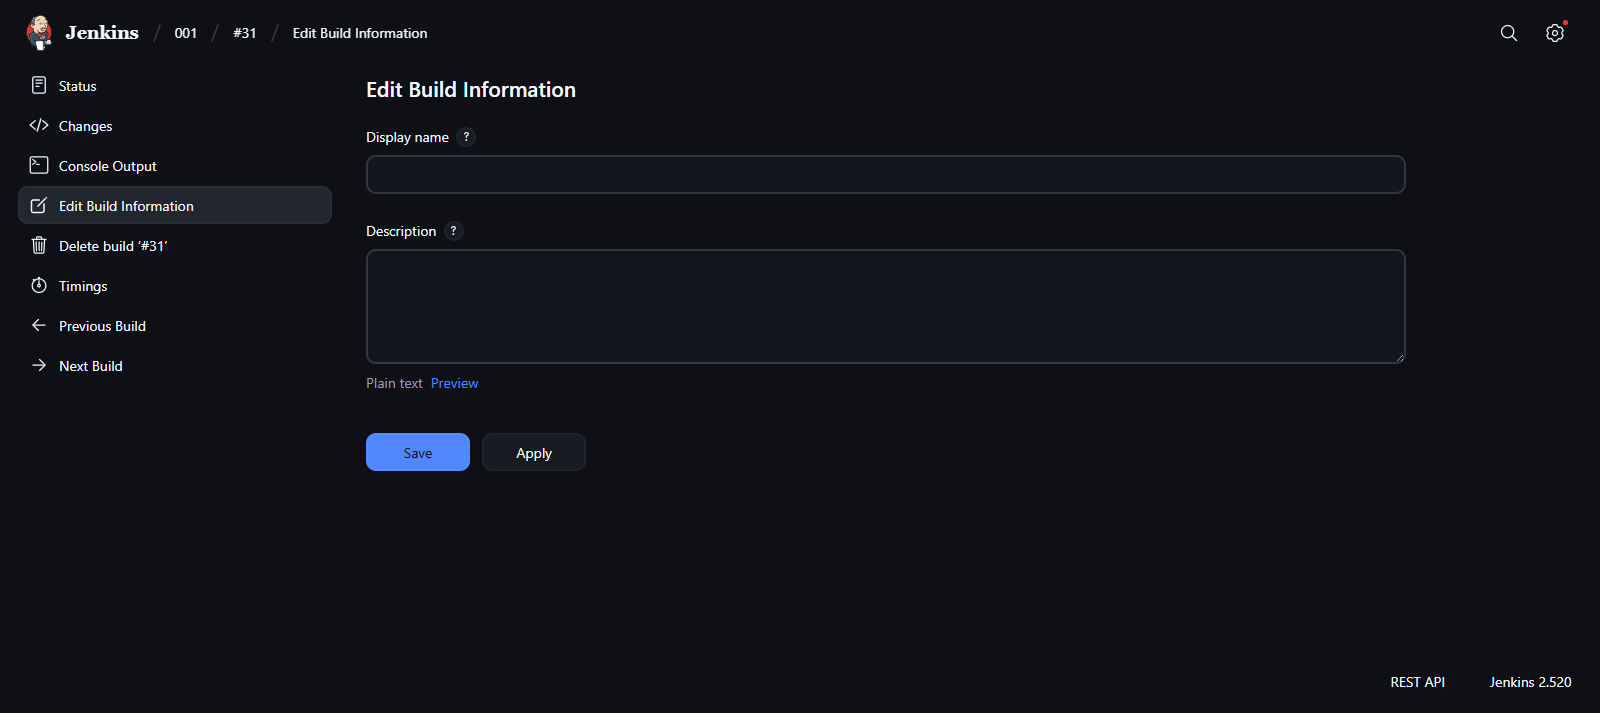 Jenkins / 001 / #31 / Edit Build Information
Status
Changes
Console Output
Edit Build Information
Delete build ‘#31’
Timings
Previous Build
Next Build
Edit Build Information
Display name ?
Description ?
Plain text Preview
Save Apply
REST API Jenkins 2.520